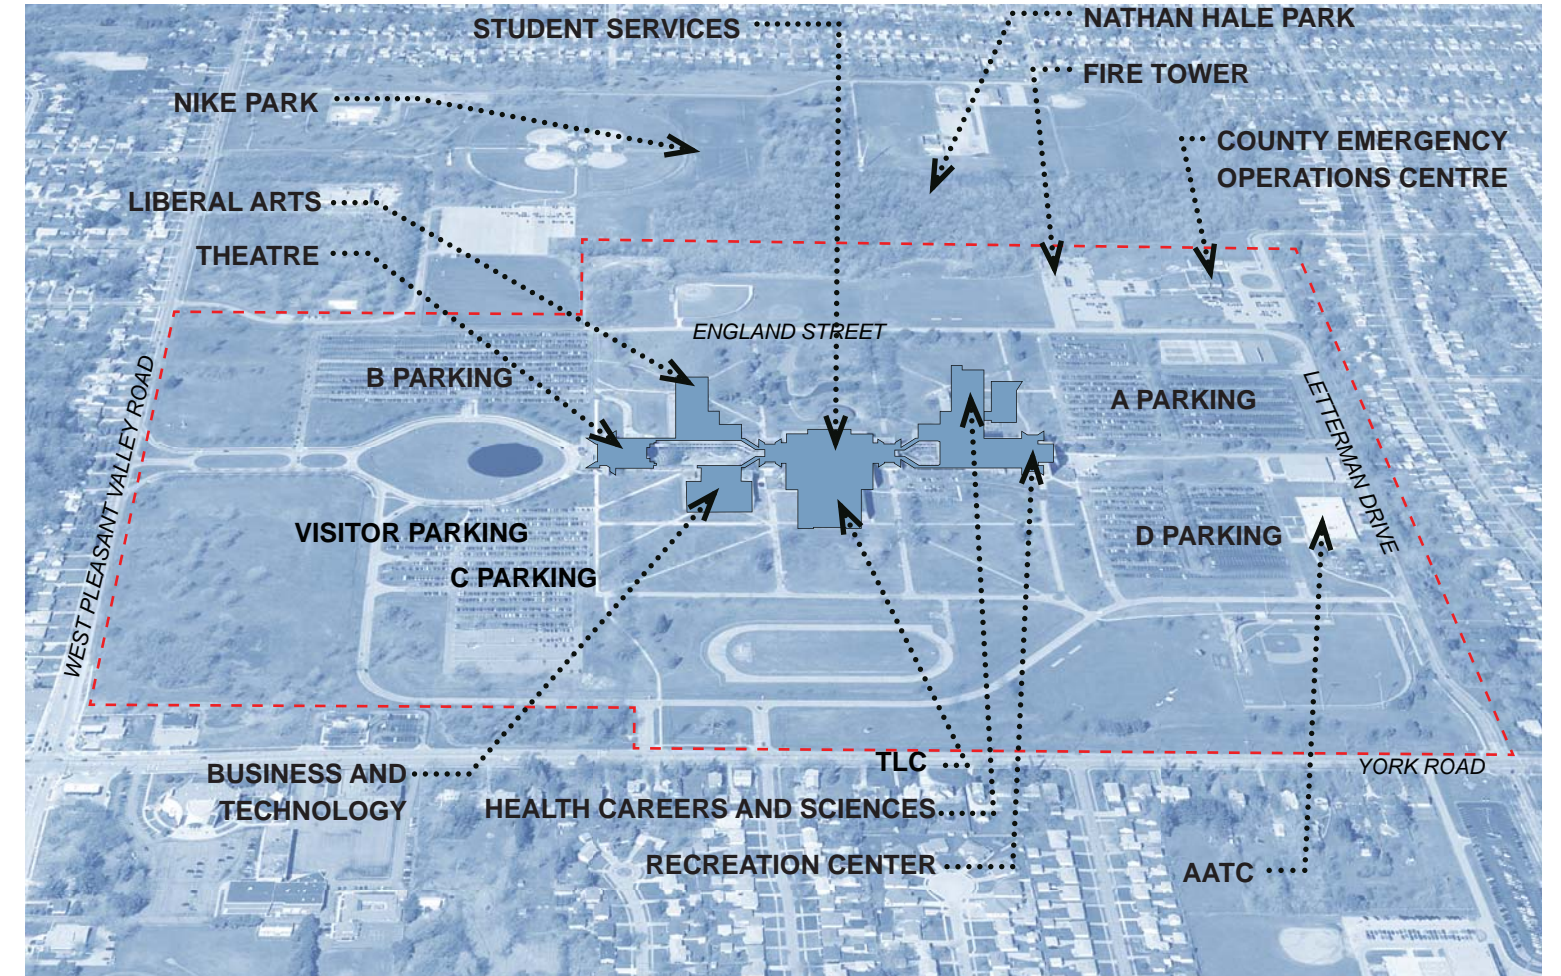 STUDENT SERVICES
NATHAN HALE PARK
FIRE TOWER
NIKE PARK
COUNTY EMERGENCY
OPERATIONS CENTRE
LIBERAL ARTS
THEATRE
ENGLAND STREET
B PARKING
A PARKING
WEST PLEASANT VALLEY ROAD
LETTERMAN DRIVE
VISITOR PARKING
D PARKING
C PARKING
TLC
YORK ROAD
BUSINESS AND
TECHNOLOGY
HEALTH CAREERS AND SCIENCES
RECREATION CENTER
AATC